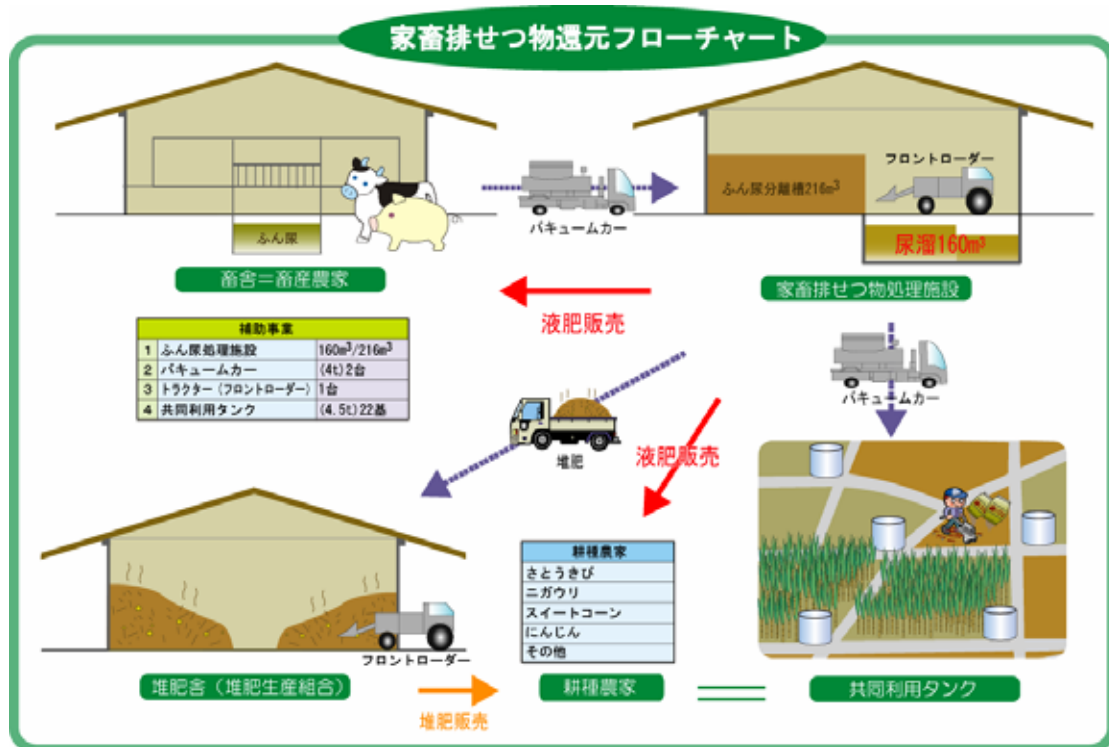 家畜排せつ物還元フローチャート
ふん尿
畜舎=畜産農家
バキュームカー
ふん尿分離槽216m³
フロントローダー
尿溜160m³
家畜排せつ物処理施設
液肥販売
補助事業
1 ふん尿処理施設 160m³/216m³
2 バキュームカー (4t)2台
3 トラクター(フロントローダー) 1台
4 共同利用タンク (4.5t)22基
バキュームカー
堆肥
液肥販売
フロントローダー
堆肥舎(堆肥生産組合)
堆肥販売
耕種農家
さとうきび
ニガウリ
スイートコーン
にんじん
その他
耕種農家
共同利用タンク